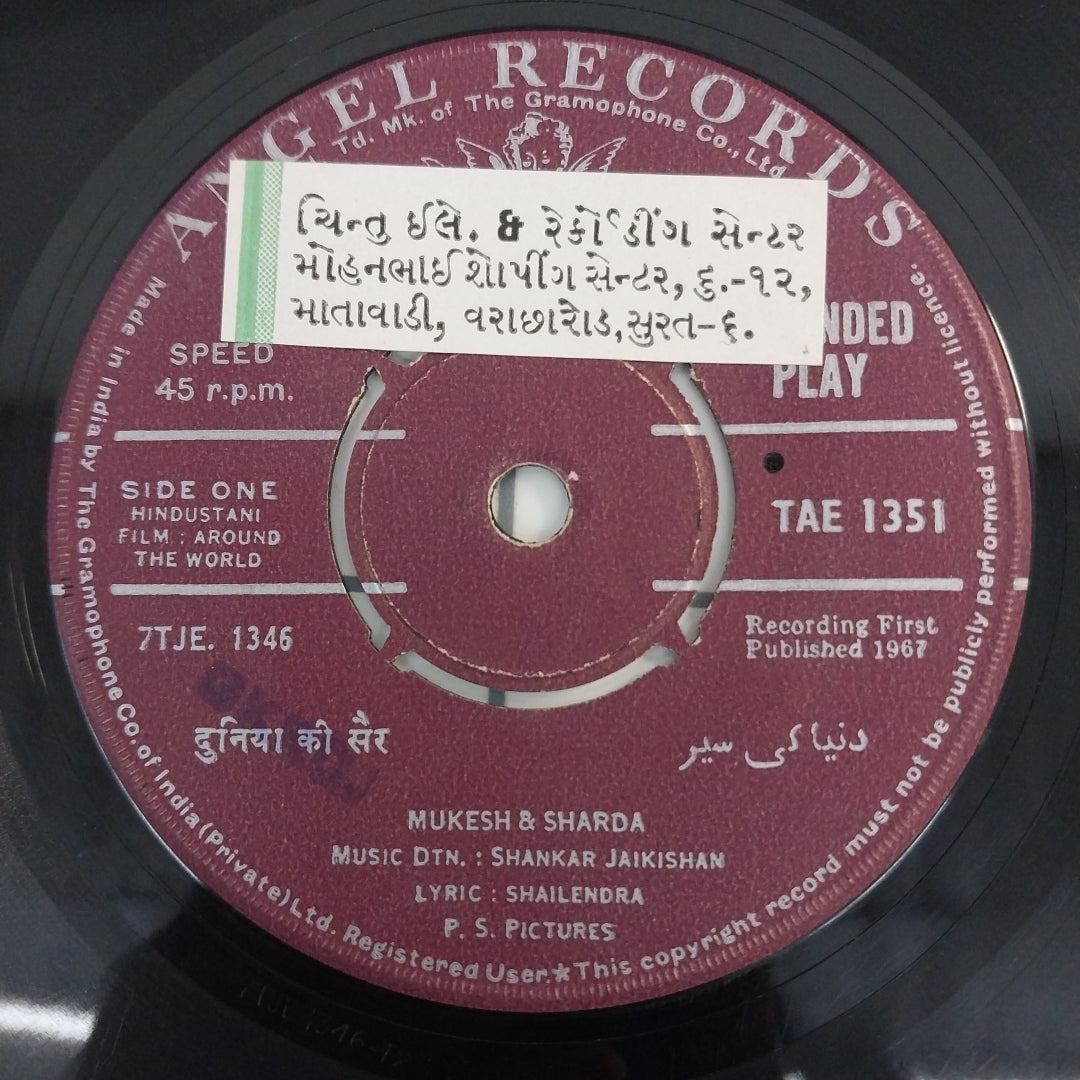 ANGEL RECORDS
Td. Mk. of The Gramophone Co., Ltd.
ચિન્તુ ઈલે. & રેકોર્ડીંગ સેન્ટર
મોહનભાઈ શોપીંગ સેન્ટર, દુ.-૧૨,
માતાવાડી, વરાછારોડ, સુરત-૬.
SPEED
45 r.p.m.
NDED
PLAY
SIDE ONE
HINDUSTANI
FILM : AROUND
THE WORLD
TAE 1351
7TJE. 1346
Recording First
Published 1967
दुनिया की सैर
دنیا کی سیر
MUKESH & SHARDA
MUSIC DTN. : SHANKAR JAIKISHAN
LYRIC : SHAILENDRA
P. S. PICTURES
Made in India by The Gramophone Co. of India (Private) Ltd. Registered User.★This copyright record must not be publicly performed without licence.